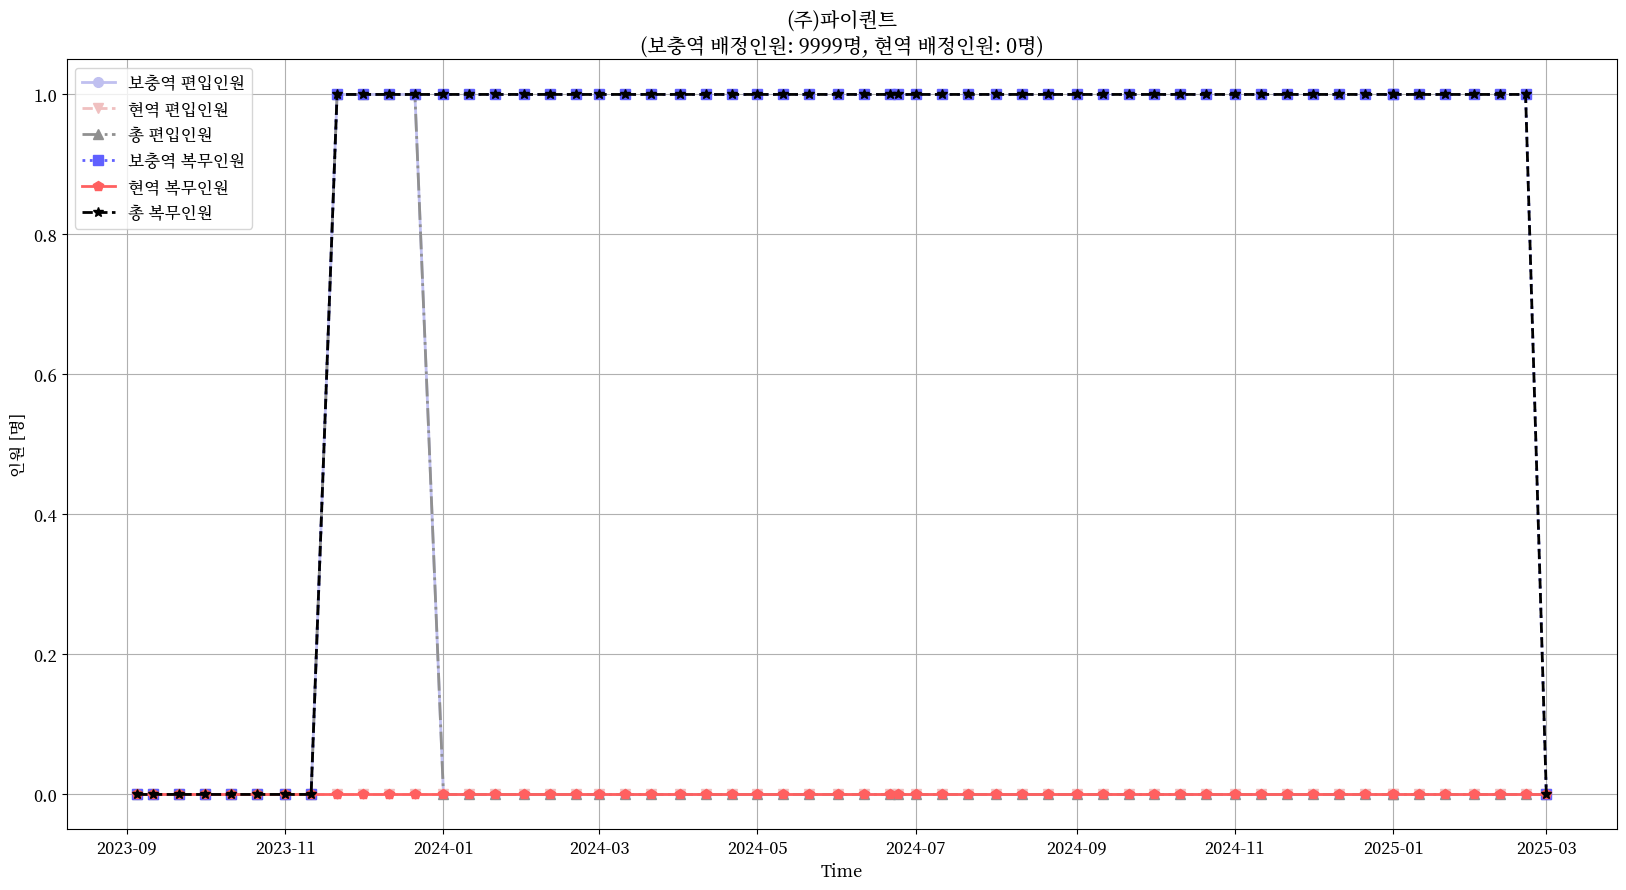 (주)파이퀀트
(보충역 배정인원: 9999명, 현역 배정인원: 0명)
보충역 편입인원
현역 편입인원
총 편입인원
보충역 복무인원
현역 복무인원
총 복무인원
1.0
0.8
0.6
0.4
0.2
0.0
인원 [명]
2023-09
2023-11
2024-01
2024-03
2024-05
2024-07
2024-09
2024-11
2025-01
2025-03
Time